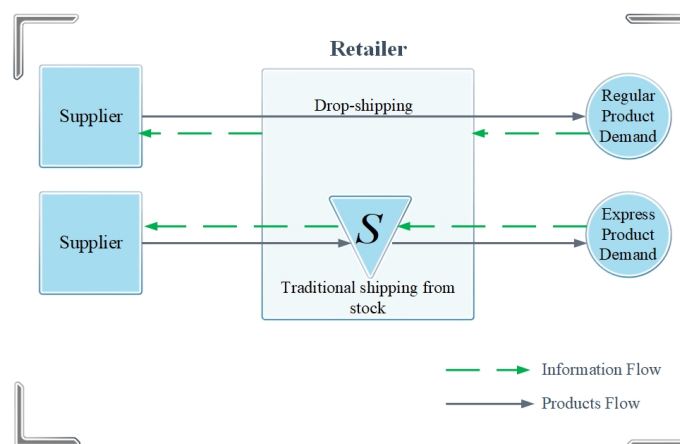 Retailer
Supplier
Drop-shipping
Regular
Product
Demand
Supplier
S
Express
Product
Demand
Traditional shipping from
stock
Information Flow
Products Flow